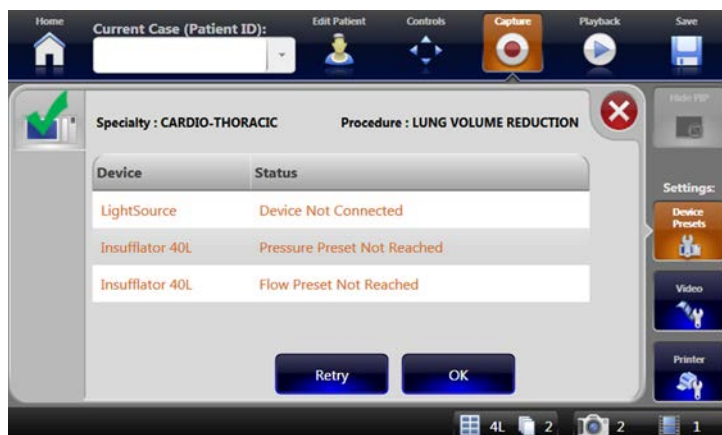 Home
Current Case (Patient ID):
Edit Patient
Controls
Capture
Playback
Save
Specialty : CARDIO-THORACIC
Procedure : LUNG VOLUME REDUCTION
Hide PIP
Device
Status
LightSource
Device Not Connected
Insufflator 40L
Pressure Preset Not Reached
Insufflator 40L
Flow Preset Not Reached
Settings:
Device
Presets
Video
Printer
Retry
OK
4L
2
2
1